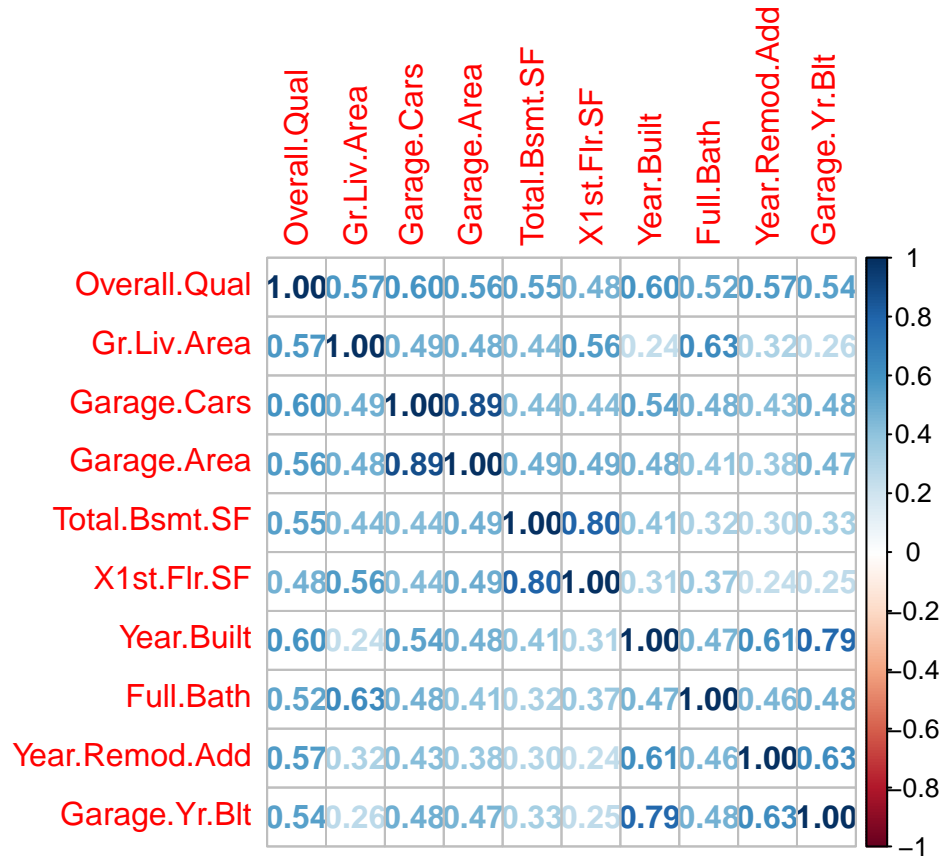 Overall.Qual Gr.Liv.Area Garage.Cars Garage.Area Total.Bsmt.SF X1st.Flr.SF Year.Built Full.Bath Year.Remod.Add Garage.Yr.Blt
Overall.Qual 1.00 0.57 0.60 0.56 0.55 0.48 0.60 0.52 0.57 0.54
Gr.Liv.Area 0.57 1.00 0.49 0.48 0.44 0.56 0.24 0.63 0.32 0.26
Garage.Cars 0.60 0.49 1.00 0.89 0.44 0.44 0.54 0.48 0.43 0.48
Garage.Area 0.56 0.48 0.89 1.00 0.49 0.49 0.48 0.41 0.38 0.47
Total.Bsmt.SF 0.55 0.44 0.44 0.49 1.00 0.80 0.41 0.32 0.30 0.33
X1st.Flr.SF 0.48 0.56 0.44 0.49 0.80 1.00 0.31 0.37 0.24 0.25
Year.Built 0.60 0.24 0.54 0.48 0.41 0.31 1.00 0.47 0.61 0.79
Full.Bath 0.52 0.63 0.48 0.41 0.32 0.37 0.47 1.00 0.46 0.48
Year.Remod.Add 0.57 0.32 0.43 0.38 0.30 0.24 0.61 0.46 1.00 0.63
Garage.Yr.Blt 0.54 0.26 0.48 0.47 0.33 0.25 0.79 0.48 0.63 1.00
1
0.8
0.6
0.4
0.2
0
−0.2
−0.4
−0.6
−0.8
−1